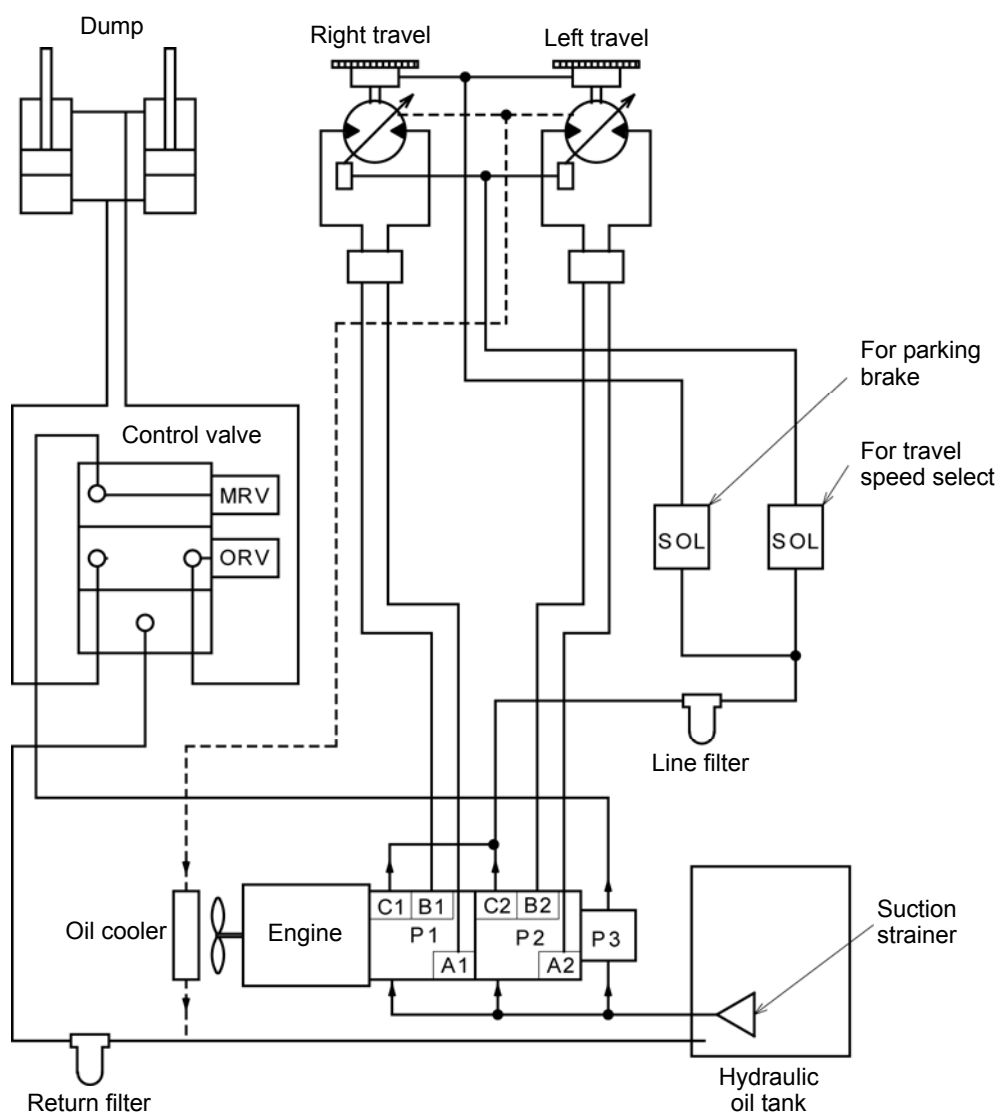 Dump
Right travel
Left travel
For parking
brake
Control valve
For travel
speed select
MRV
ORV
SOL
SOL
Line filter
C1
B1
C2
B2
Oil cooler
Engine
P1
P2
P3
A1
A2
Suction
strainer
Hydraulic
oil tank
Return filter